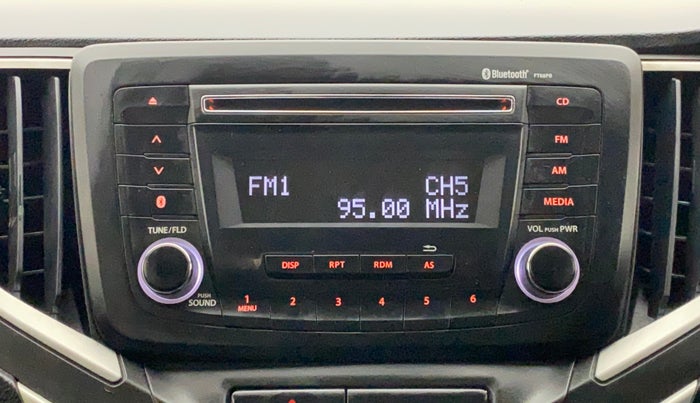 Bluetooth® FT68P0
CD
FM
AM
MEDIA
FM1 CH5
95.00 MHz
TUNE/FLD
VOL PUSH PWR
DISP RPT RDM AS
PUSH
SOUND
1 2 3 4 5 6
MENU